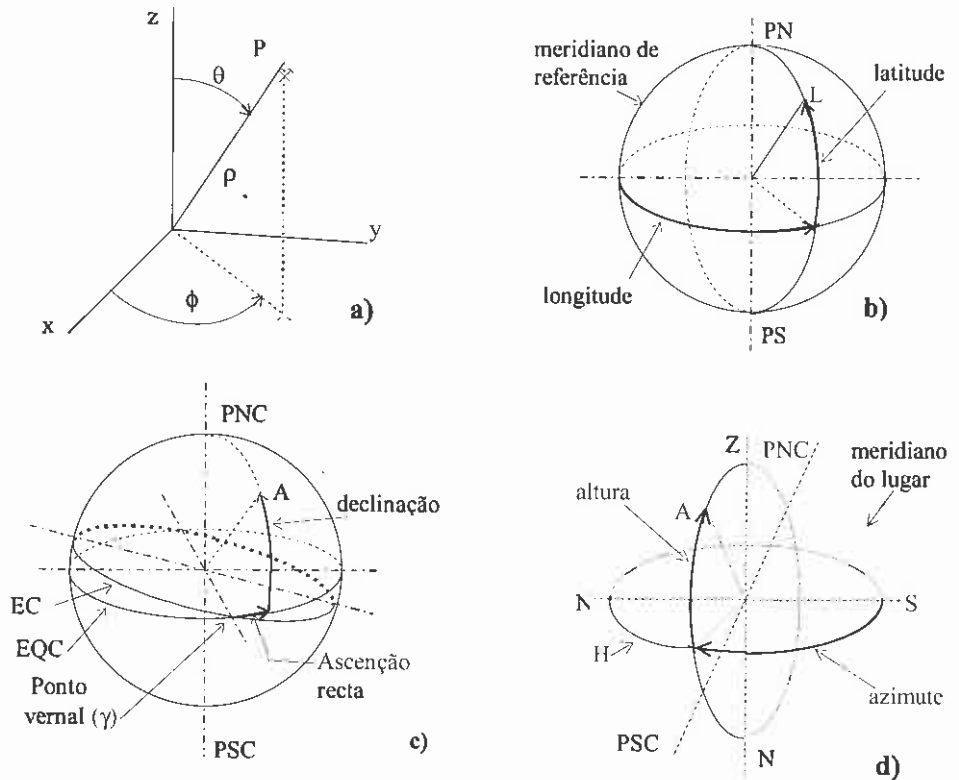 z
P
θ
ρ
y
ϕ
x
a)
PN
meridiano de
referência
latitude
L
longitude
b)
PS
PNC
A
declinação
EC
EQC
Ponto
vernal (γ)
Ascenção
recta
c)
PSC
Z
PNC
meridiano
do lugar
altura
A
N
S
H
azimute
PSC
N
d)